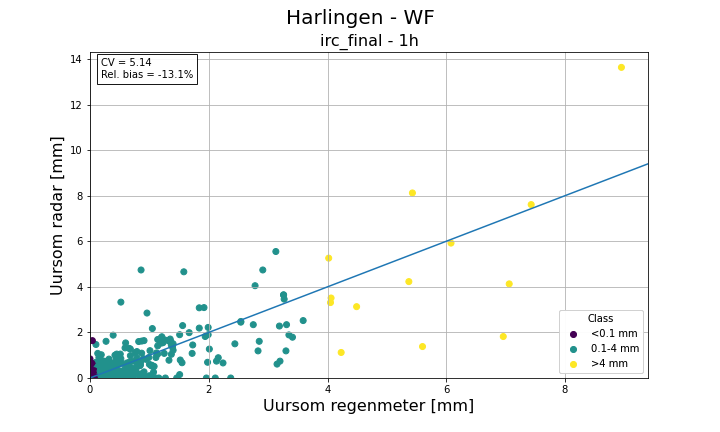 Harlingen - WF
irc_final - 1h
CV = 5.14
Rel. bias = -13.1%
14
12
10
8
6
4
2
0
Uursom radar [mm]
0 2 4 6 8
Uursom regenmeter [mm]
Class
<0.1 mm
0.1-4 mm
>4 mm